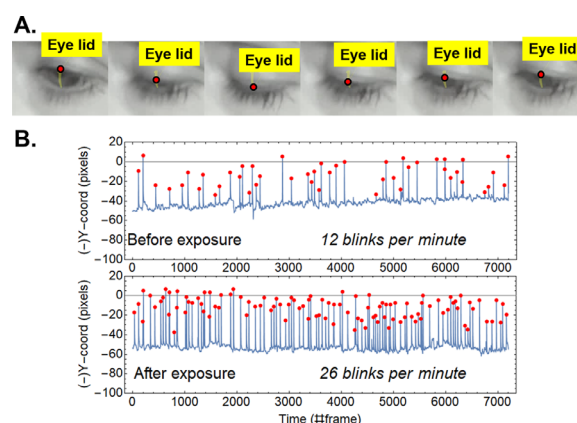 A.
Eye lid Eye lid Eye lid Eye lid Eye lid Eye lid
B.
(−)Y−coord (pixels)
20
0
−20
−40
−60
−80
−100
Before exposure 12 blinks per minute
0 1000 2000 3000 4000 5000 6000 7000
(−)Y−coord (pixels)
20
0
−20
−40
−60
−80
−100
After exposure 26 blinks per minute
0 1000 2000 3000 4000 5000 6000 7000
Time (#frame)